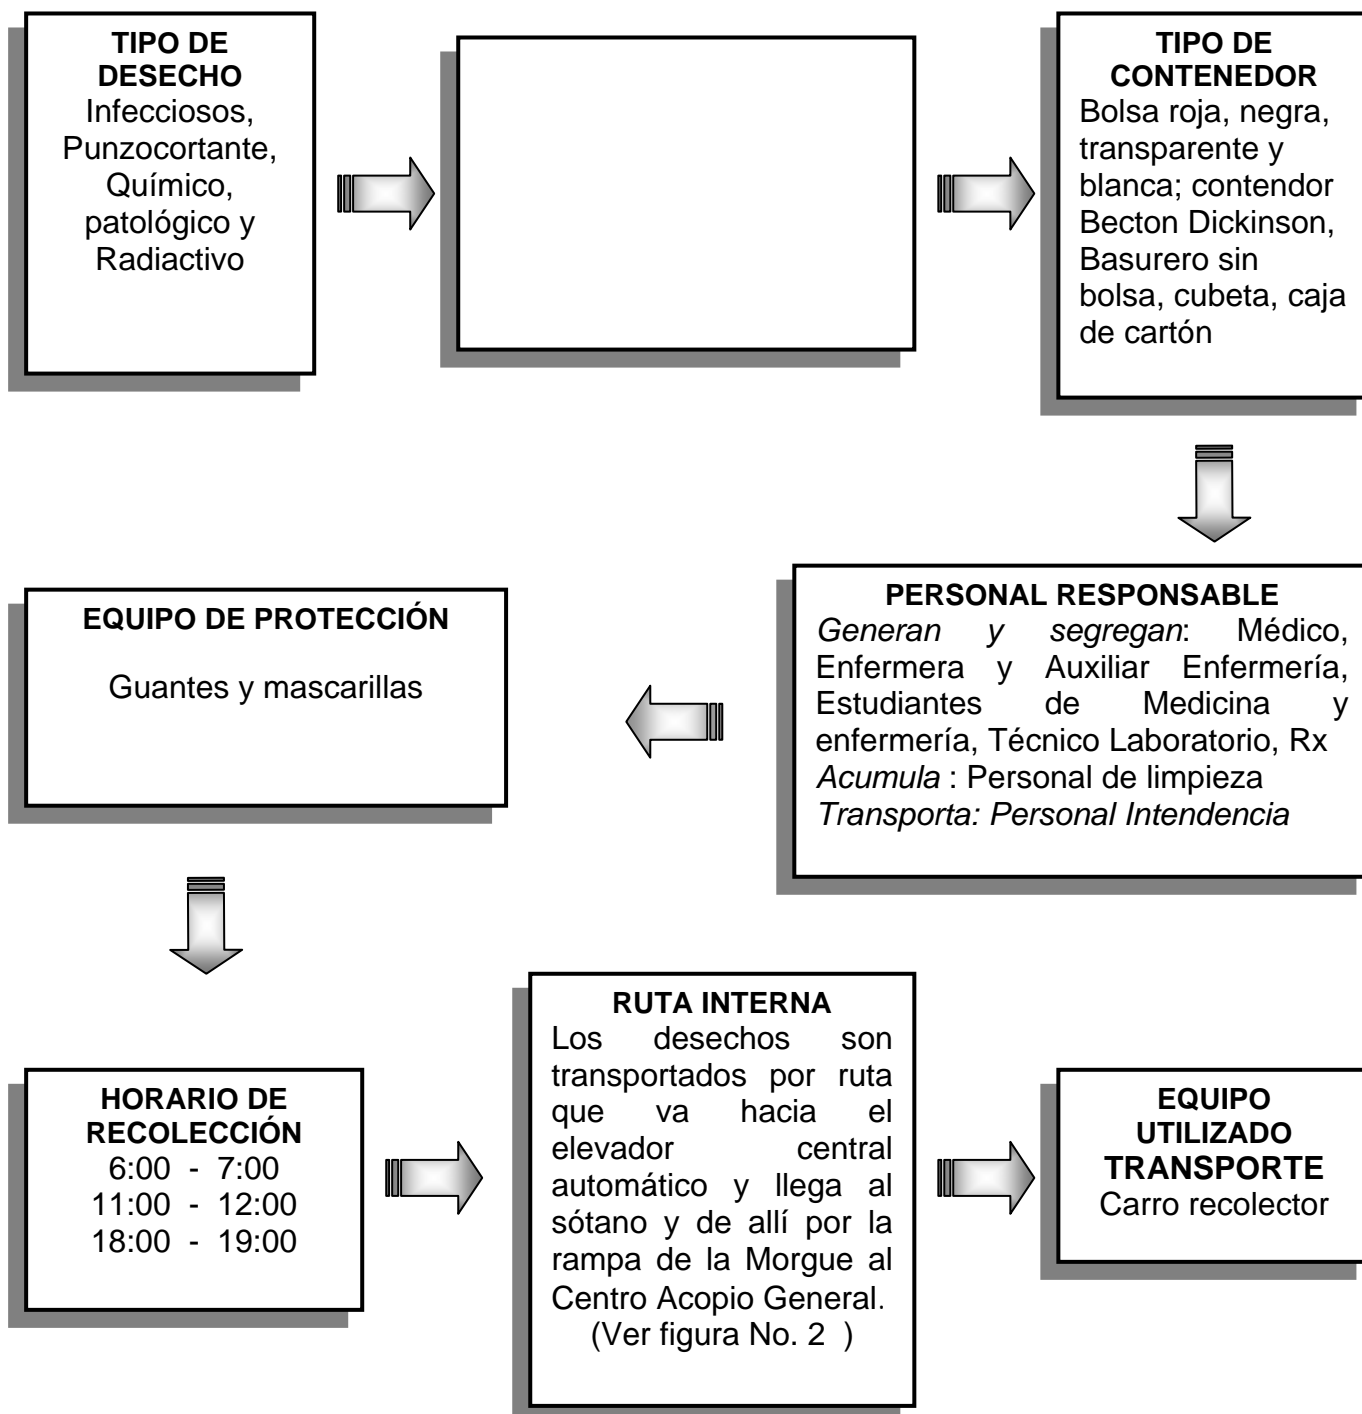 TIPO DE
DESECHO
Infecciosos,
Punzocortante,
Químico,
patológico y
Radiactivo
TIPO DE
CONTENEDOR
Bolsa roja, negra,
transparente y
blanca; contendor
Becton Dickinson,
Basurero sin
bolsa, cubeta, caja
de cartón
PERSONAL RESPONSABLE
Generan y segregan: Médico,
Enfermera y Auxiliar Enfermería,
Estudiantes de Medicina y
enfermería, Técnico Laboratorio, Rx
Acumula : Personal de limpieza
Transporta: Personal Intendencia
EQUIPO DE PROTECCIÓN
Guantes y mascarillas
HORARIO DE
RECOLECCIÓN
6:00 - 7:00
11:00 - 12:00
18:00 - 19:00
RUTA INTERNA
Los desechos son
transportados por ruta
que va hacia el
elevador central
automático y llega al
sótano y de allí por la
rampa de la Morgue al
Centro Acopio General.
(Ver figura No. 2 )
EQUIPO
UTILIZADO
TRANSPORTE
Carro recolector